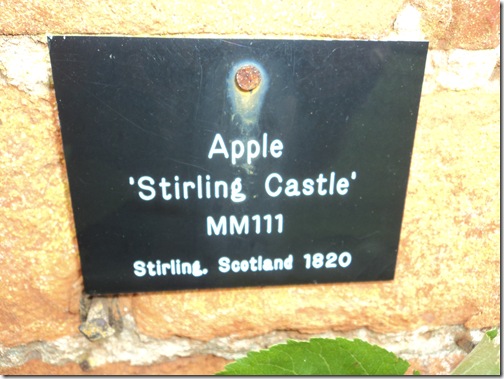 Apple
'Stirling Castle'
MM111
Stirling, Scotland 1820